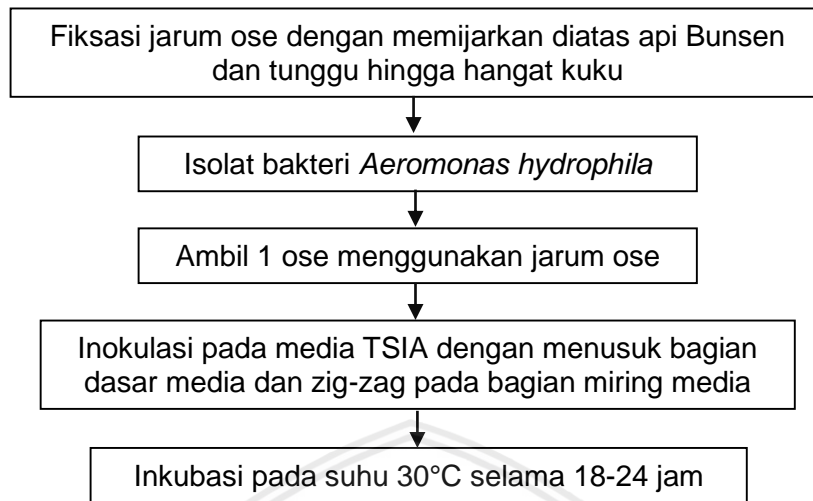 Fiksasi jarum ose dengan memijarkan diatas api Bunsen
dan tunggu hingga hangat kuku
Isolat bakteri Aeromonas hydrophila
Ambil 1 ose menggunakan jarum ose
Inokulasi pada media TSIA dengan menusuk bagian
dasar media dan zig-zag pada bagian miring media
Inkubasi pada suhu 30°C selama 18-24 jam